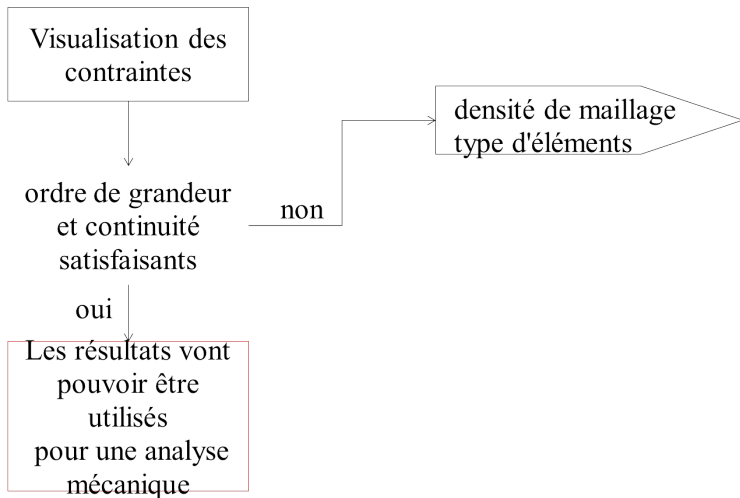 Visualisation des
contraintes
densité de maillage
type d'éléments
ordre de grandeur
et continuité
satisfaisants
non
oui
Les résultats vont
pouvoir être
utilisés
pour une analyse
mécanique